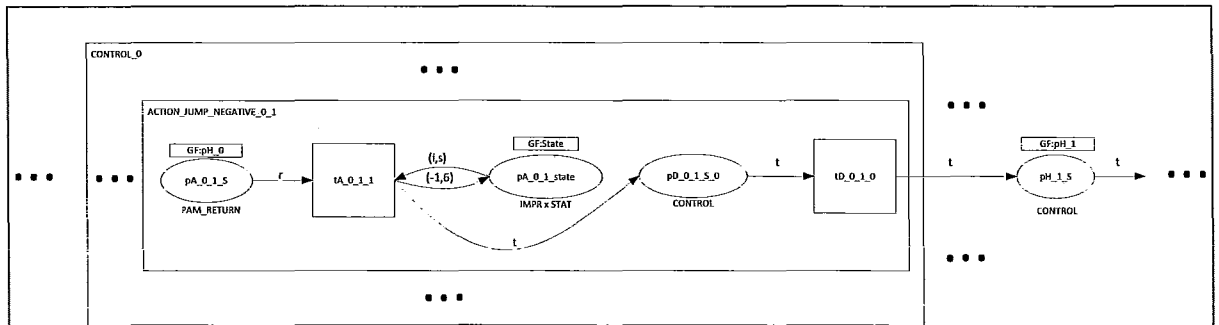 CONTROL_0
ACTION_JUMP_NEGATIVE_0_1
GF:pH_0
pA_0_1_S
PAM_RETURN
r
tA_0_1_1
(i,s)
(-1,6)
GF:State
pA_0_1_state
IMPR x STAT
t
pD_0_1_S_0
CONTROL
t
tD_0_1_0
t
GF:pH_1
pH_1_S
CONTROL
t